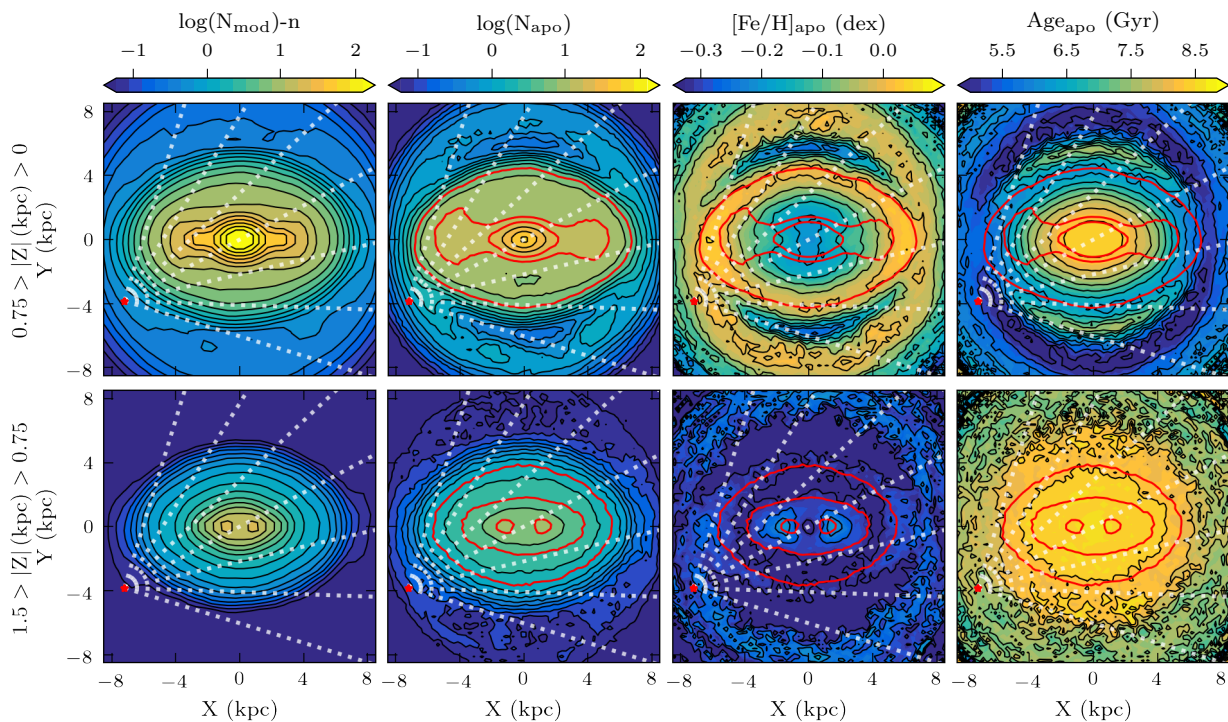 log(N_mod)-n log(N_apo) [Fe/H]_apo (dex) Age_apo (Gyr)
−1 0 1 2 −1 0 1 2 −0.3 −0.2 −0.1 0.0 5.5 6.5 7.5 8.5
0.75 > |Z|(kpc) > 0
Y (kpc)
8
4
0
−4
−8
1.5 > |Z|(kpc) > 0.75
Y (kpc)
8
4
0
−4
−8
−8 −4 0 4 8 −8 −4 0 4 8 −8 −4 0 4 8 −8 −4 0 4 8
X (kpc) X (kpc) X (kpc) X (kpc)